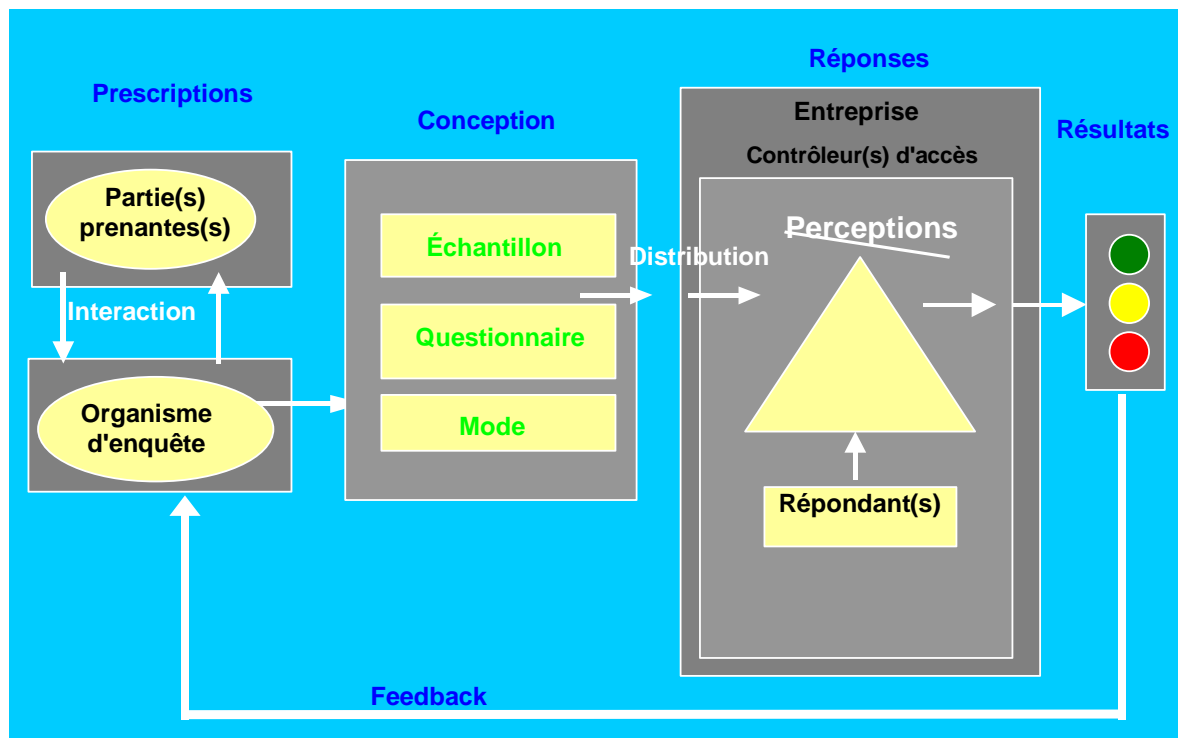 Prescriptions
Partie(s)
prenantes(s)
Interaction
Organisme
d'enquête
Conception
Échantillon
Questionnaire
Mode
Distribution
Réponses
Entreprise
Contrôleur(s) d'accès
Perceptions
Répondant(s)
Résultats
Feedback